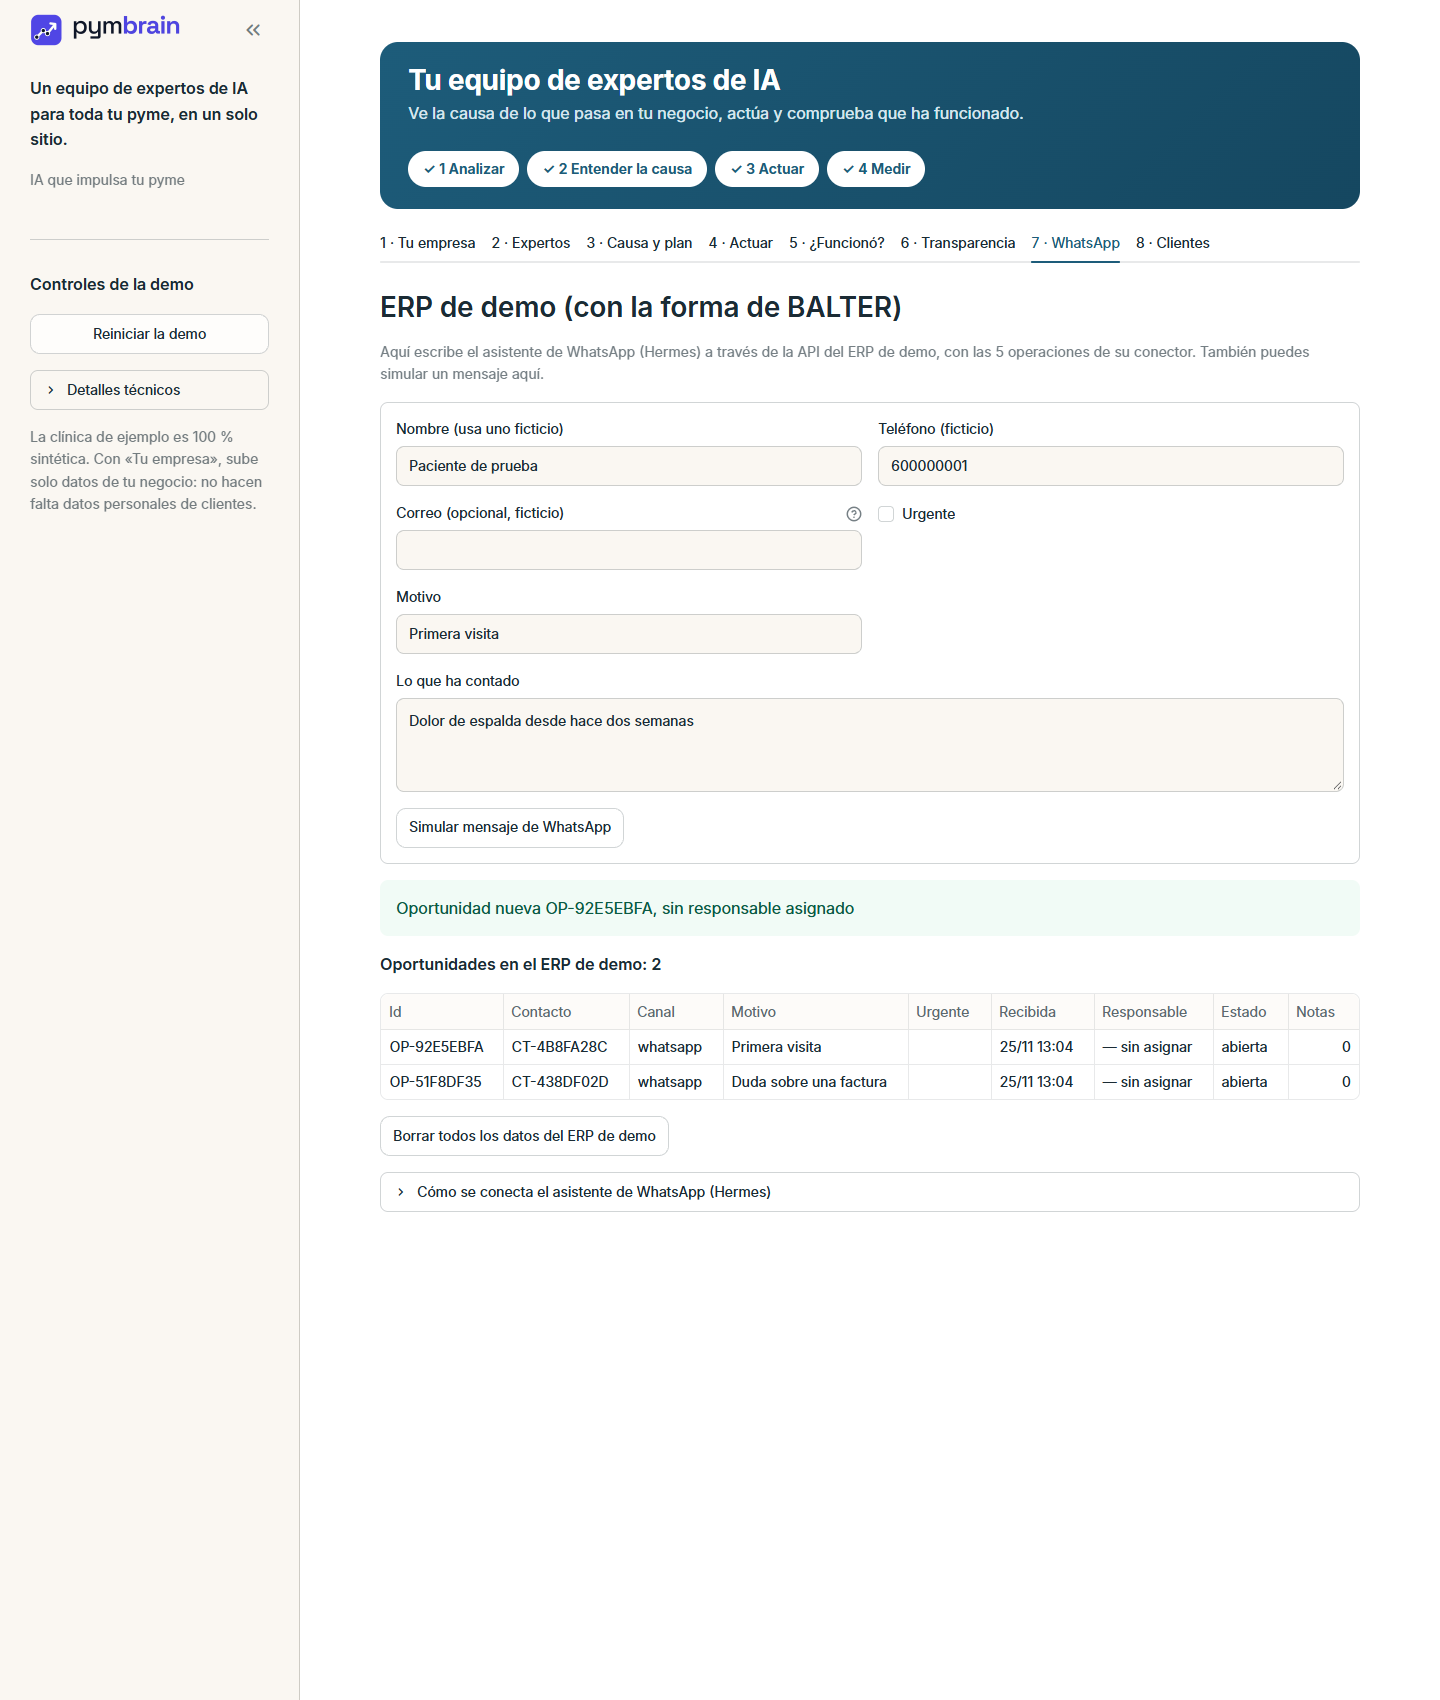 pymbrain
Un equipo de expertos de IA
para toda tu pyme, en un solo
sitio.
IA que impulsa tu pyme
Controles de la demo
Reiniciar la demo
Detalles técnicos
La clínica de ejemplo es 100 %
sintética. Con «Tu empresa», sube
solo datos de tu negocio: no hacen
falta datos personales de clientes.
Tu equipo de expertos de IA
Ve la causa de lo que pasa en tu negocio, actúa y comprueba que ha funcionado.
✓ 1 Analizar ✓ 2 Entender la causa ✓ 3 Actuar ✓ 4 Medir
1 · Tu empresa 2 · Expertos 3 · Causa y plan 4 · Actuar 5 · ¿Funcionó? 6 · Transparencia 7 · WhatsApp 8 · Clientes
ERP de demo (con la forma de BALTER)
Aquí escribe el asistente de WhatsApp (Hermes) a través de la API del ERP de demo, con las 5 operaciones de su conector. También puedes
simular un mensaje aquí.
Nombre (usa uno ficticio) Teléfono (ficticio)
Paciente de prueba 600000001
Correo (opcional, ficticio) Urgente
Motivo
Primera visita
Lo que ha contado
Dolor de espalda desde hace dos semanas
Simular mensaje de WhatsApp
Oportunidad nueva OP-92E5EBFA, sin responsable asignado
Oportunidades en el ERP de demo: 2
Id Contacto Canal Motivo Urgente Recibida Responsable Estado Notas
OP-92E5EBFA CT-4B8FA28C whatsapp Primera visita 25/11 13:04 — sin asignar abierta 0
OP-51F8DF35 CT-438DF02D whatsapp Duda sobre una factura 25/11 13:04 — sin asignar abierta 0
Borrar todos los datos del ERP de demo
Cómo se conecta el asistente de WhatsApp (Hermes)